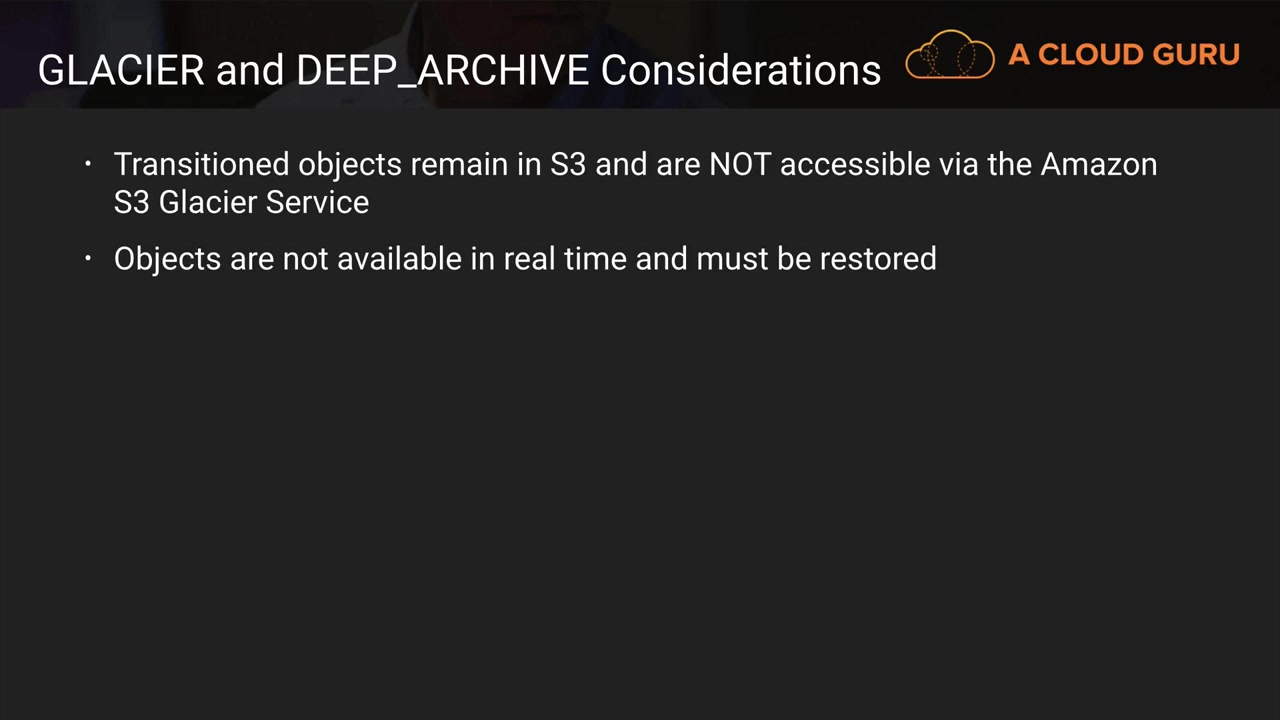 GLACIER and DEEP_ARCHIVE Considerations
A CLOUD GURU
• Transitioned objects remain in S3 and are NOT accessible via the Amazon
S3 Glacier Service
• Objects are not available in real time and must be restored